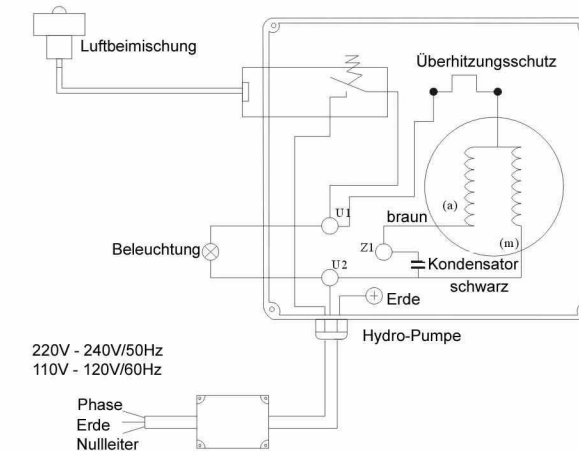 Luftbeimischung
Überhitzungsschutz
(a)
U1
braun
Beleuchtung
Z1
(m)
U2
Kondensator
schwarz
Erde
Hydro-Pumpe
220V - 240V/50Hz
110V - 120V/60Hz
Phase
Erde
Nullleiter